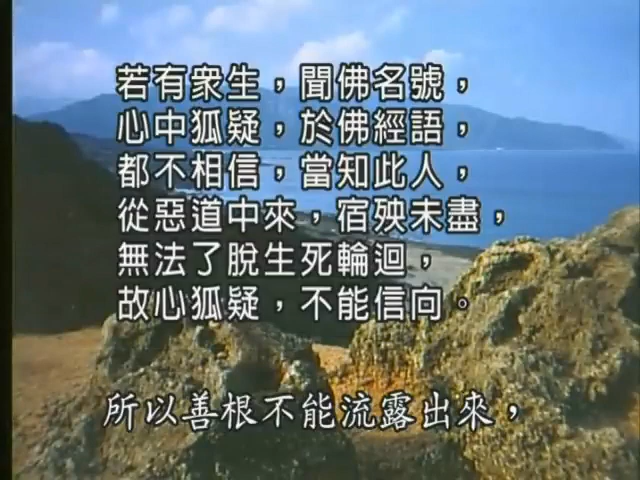 若有衆生，聞佛名號，
心中狐疑，於佛經語，
都不相信，當知此人，
從惡道中來，宿殃未盡，
無法了脫生死輪迴，
故心狐疑，不能信向。
所以善根不能流露出來，